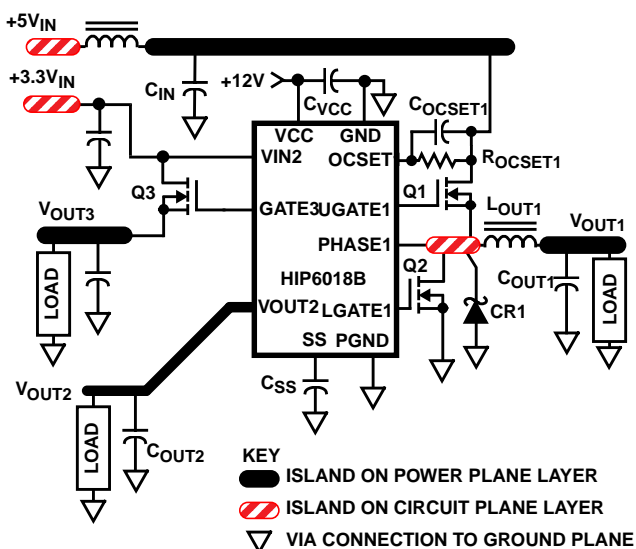 +5VIN
+3.3VIN
CIN
+12V
CVCC
COCSET1
VCC
GND
VIN2
OCSET
ROCSET1
Q3
Q1
LOUT1
GATE3
UGATE1
VOUT3
VOUT1
PHASE1
LOAD
HIP6018B
Q2
COUT1
LOAD
VOUT2
LGATE1
CR1
SS
PGND
CSS
VOUT2
LOAD
COUT2
KEY
ISLAND ON POWER PLANE LAYER
ISLAND ON CIRCUIT PLANE LAYER
VIA CONNECTION TO GROUND PLANE